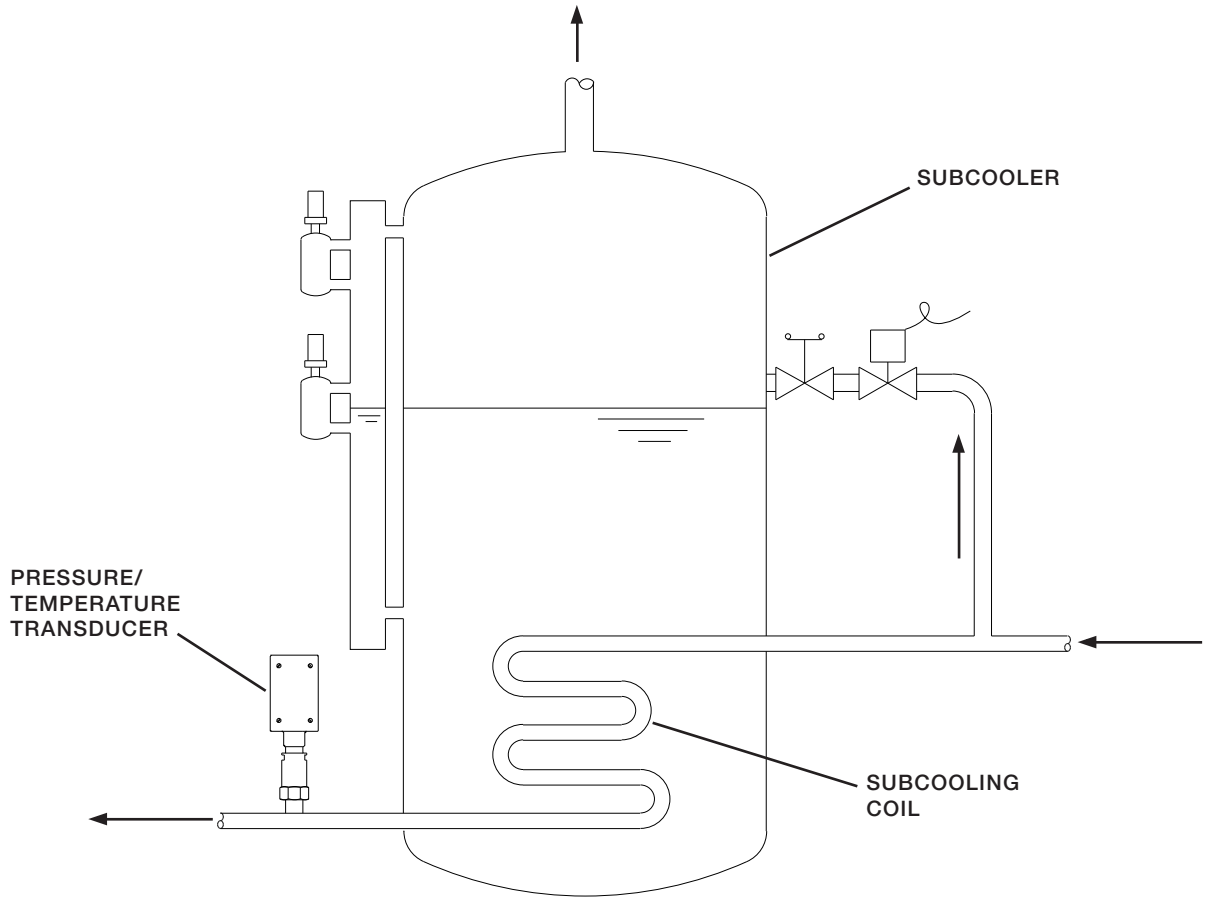 SUBCOOLER
PRESSURE/
TEMPERATURE
TRANSDUCER
SUBCOOLING
COIL